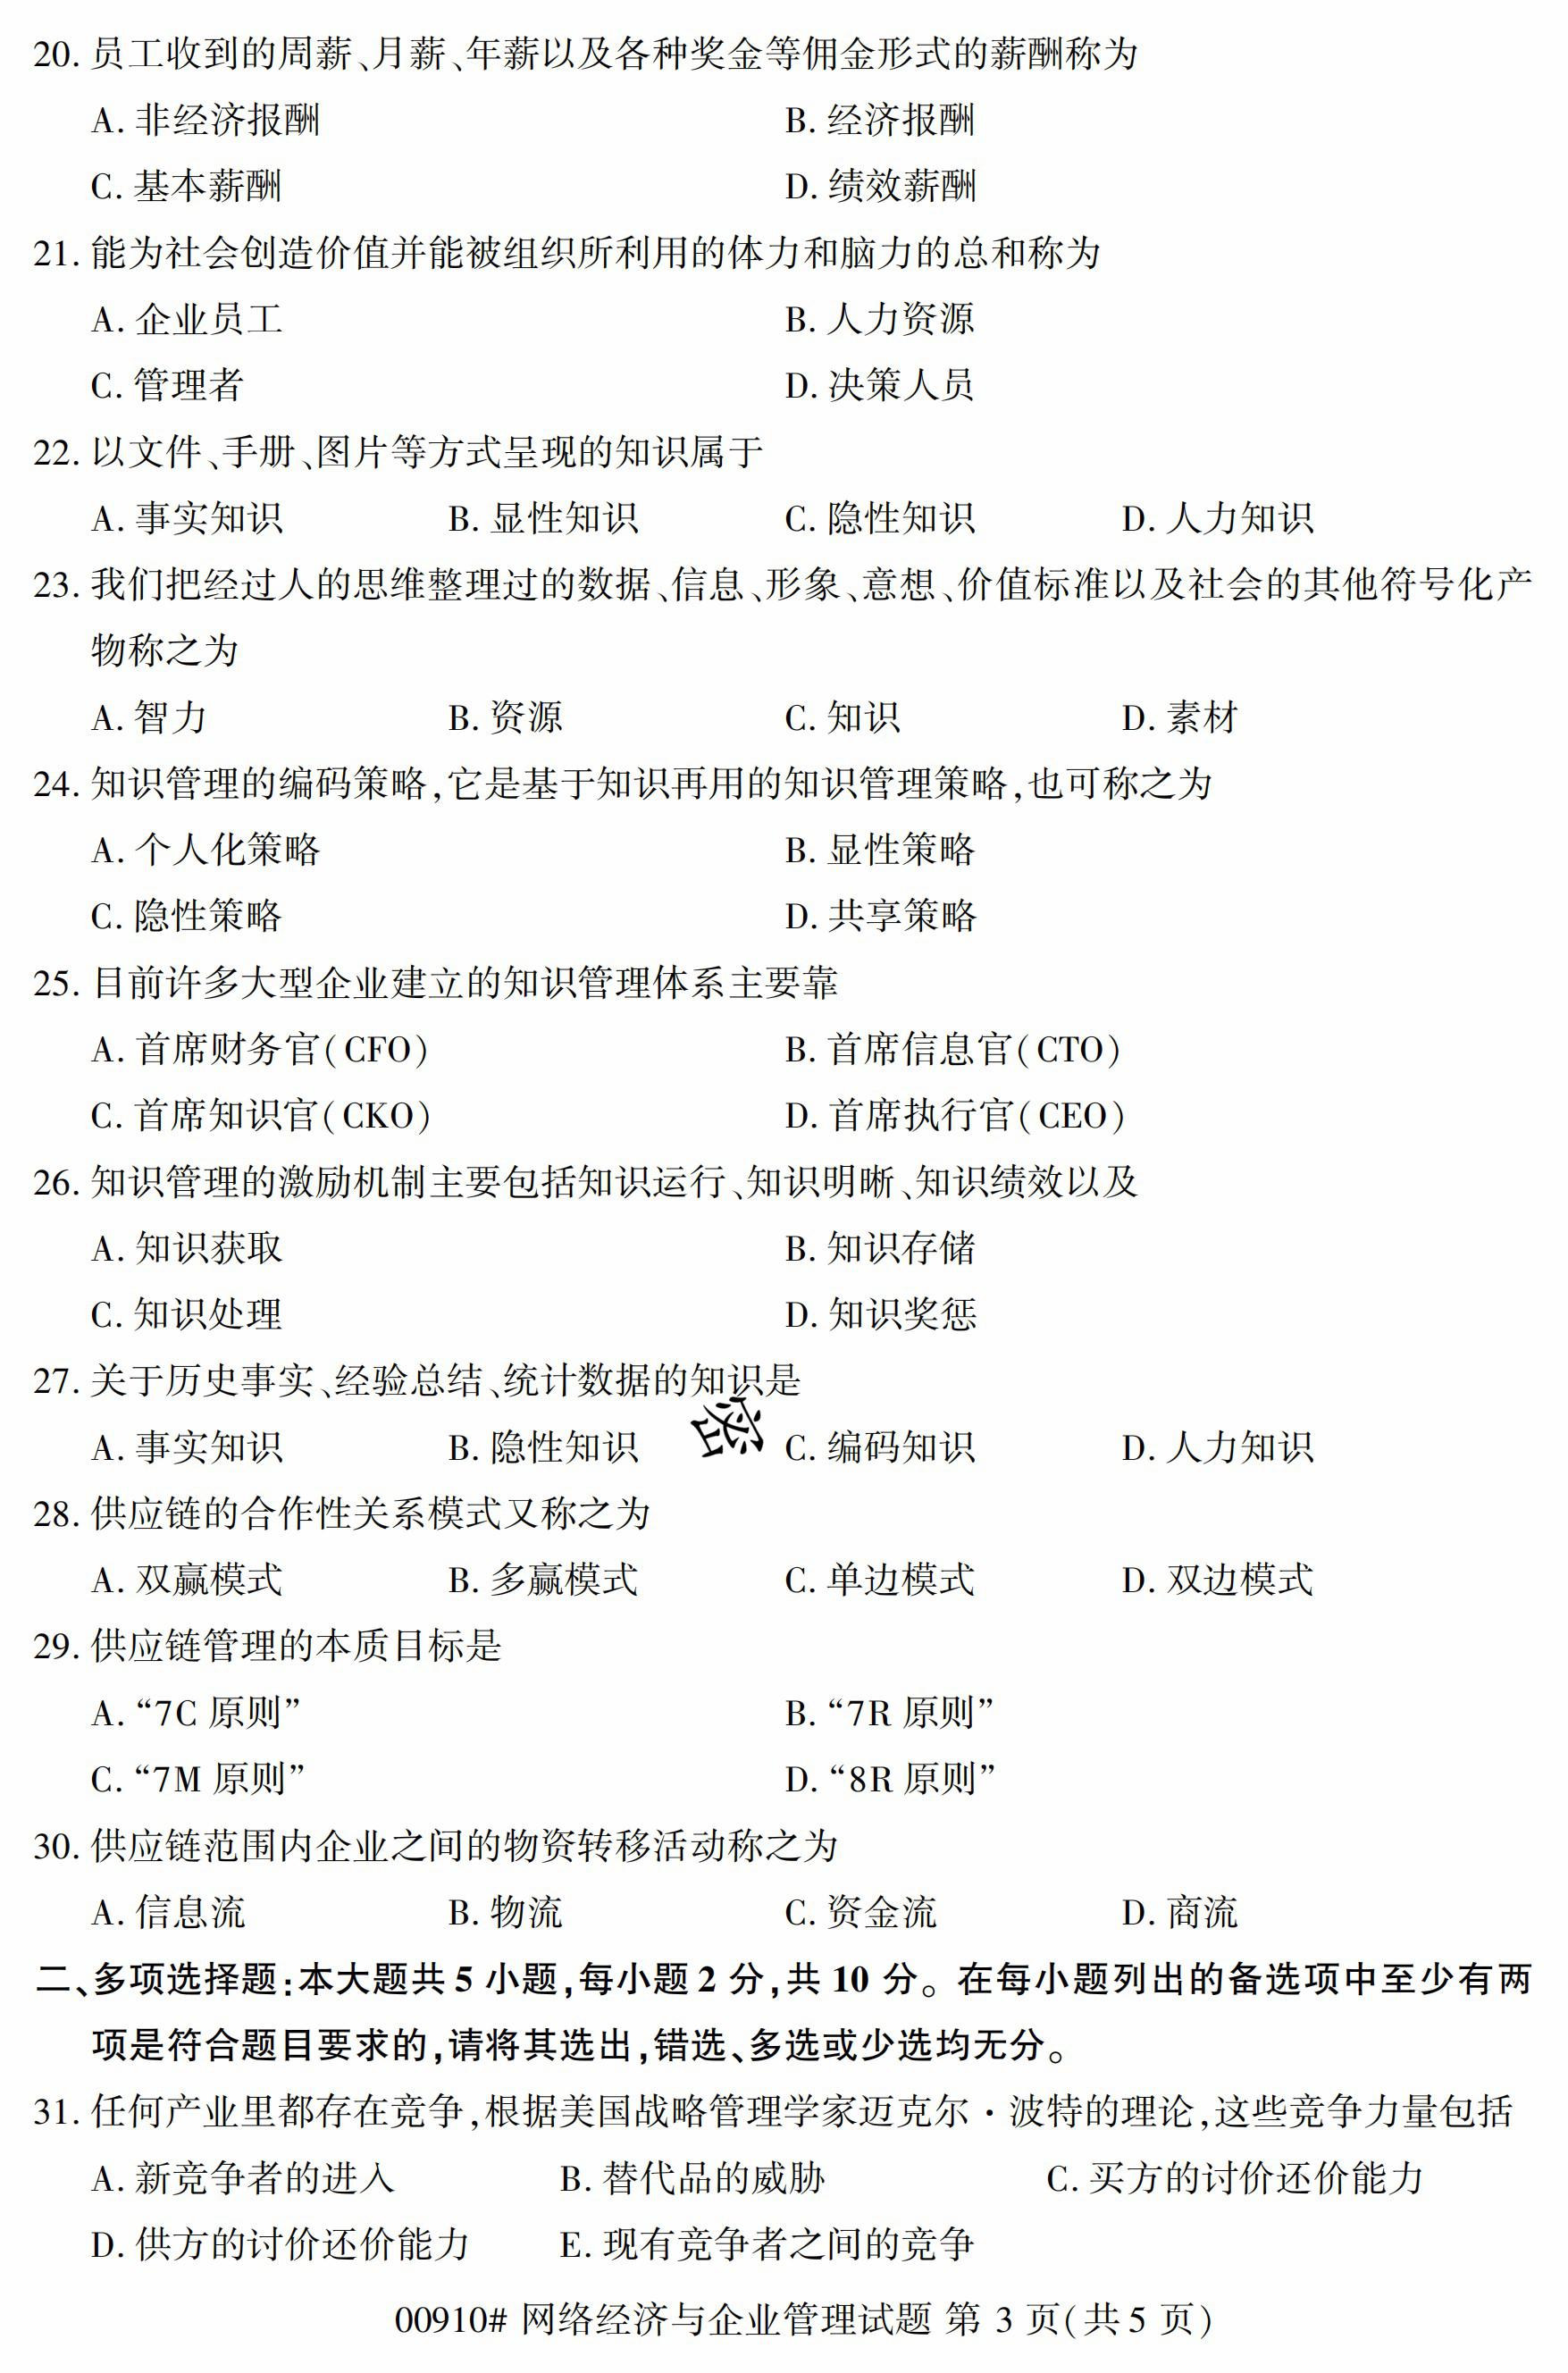 20. 员工收到的周薪、月薪、年薪以及各种奖金等佣金形式的薪酬称为
A. 非经济报酬 B. 经济报酬
C. 基本薪酬 D. 绩效薪酬
21. 能为社会创造价值并能被组织所利用的体力和脑力的总和称为
A. 企业员工 B. 人力资源
C. 管理者 D. 决策人员
22. 以文件、手册、图片等方式呈现的知识属于
A. 事实知识 B. 显性知识 C. 隐性知识 D. 人力知识
23. 我们把经过人的思维整理过的数据、信息、形象、意想、价值标准以及社会的其他符号化产
物称之为
A. 智力 B. 资源 C. 知识 D. 素材
24. 知识管理的编码策略,它是基于知识再用的知识管理策略,也可称之为
A. 个人化策略 B. 显性策略
C. 隐性策略 D. 共享策略
25. 目前许多大型企业建立的知识管理体系主要靠
A. 首席财务官(CFO) B. 首席信息官(CTO)
C. 首席知识官(CKO) D. 首席执行官(CEO)
26. 知识管理的激励机制主要包括知识运行、知识明晰、知识绩效以及
A. 知识获取 B. 知识存储
C. 知识处理 D. 知识奖惩
27. 关于历史事实、经验总结、统计数据的知识是
密
A. 事实知识 B. 隐性知识 C. 编码知识 D. 人力知识
28. 供应链的合作性关系模式又称之为
A. 双赢模式 B. 多赢模式 C. 单边模式 D. 双边模式
29. 供应链管理的本质目标是
A. “7C 原则” B. “7R 原则”
C. “7M 原则” D. “8R 原则”
30. 供应链范围内企业之间的物资转移活动称之为
A. 信息流 B. 物流 C. 资金流 D. 商流
二、多项选择题:本大题共 5 小题,每小题 2 分,共 10 分。在每小题列出的备选项中至少有两
项是符合题目要求的,请将其选出,错选、多选或少选均无分。
31. 任何产业里都存在竞争,根据美国战略管理学家迈克尔·波特的理论,这些竞争力量包括
A. 新竞争者的进入 B. 替代品的威胁 C. 买方的讨价还价能力
D. 供方的讨价还价能力 E. 现有竞争者之间的竞争
00910# 网络经济与企业管理试题 第 3 页(共 5 页)